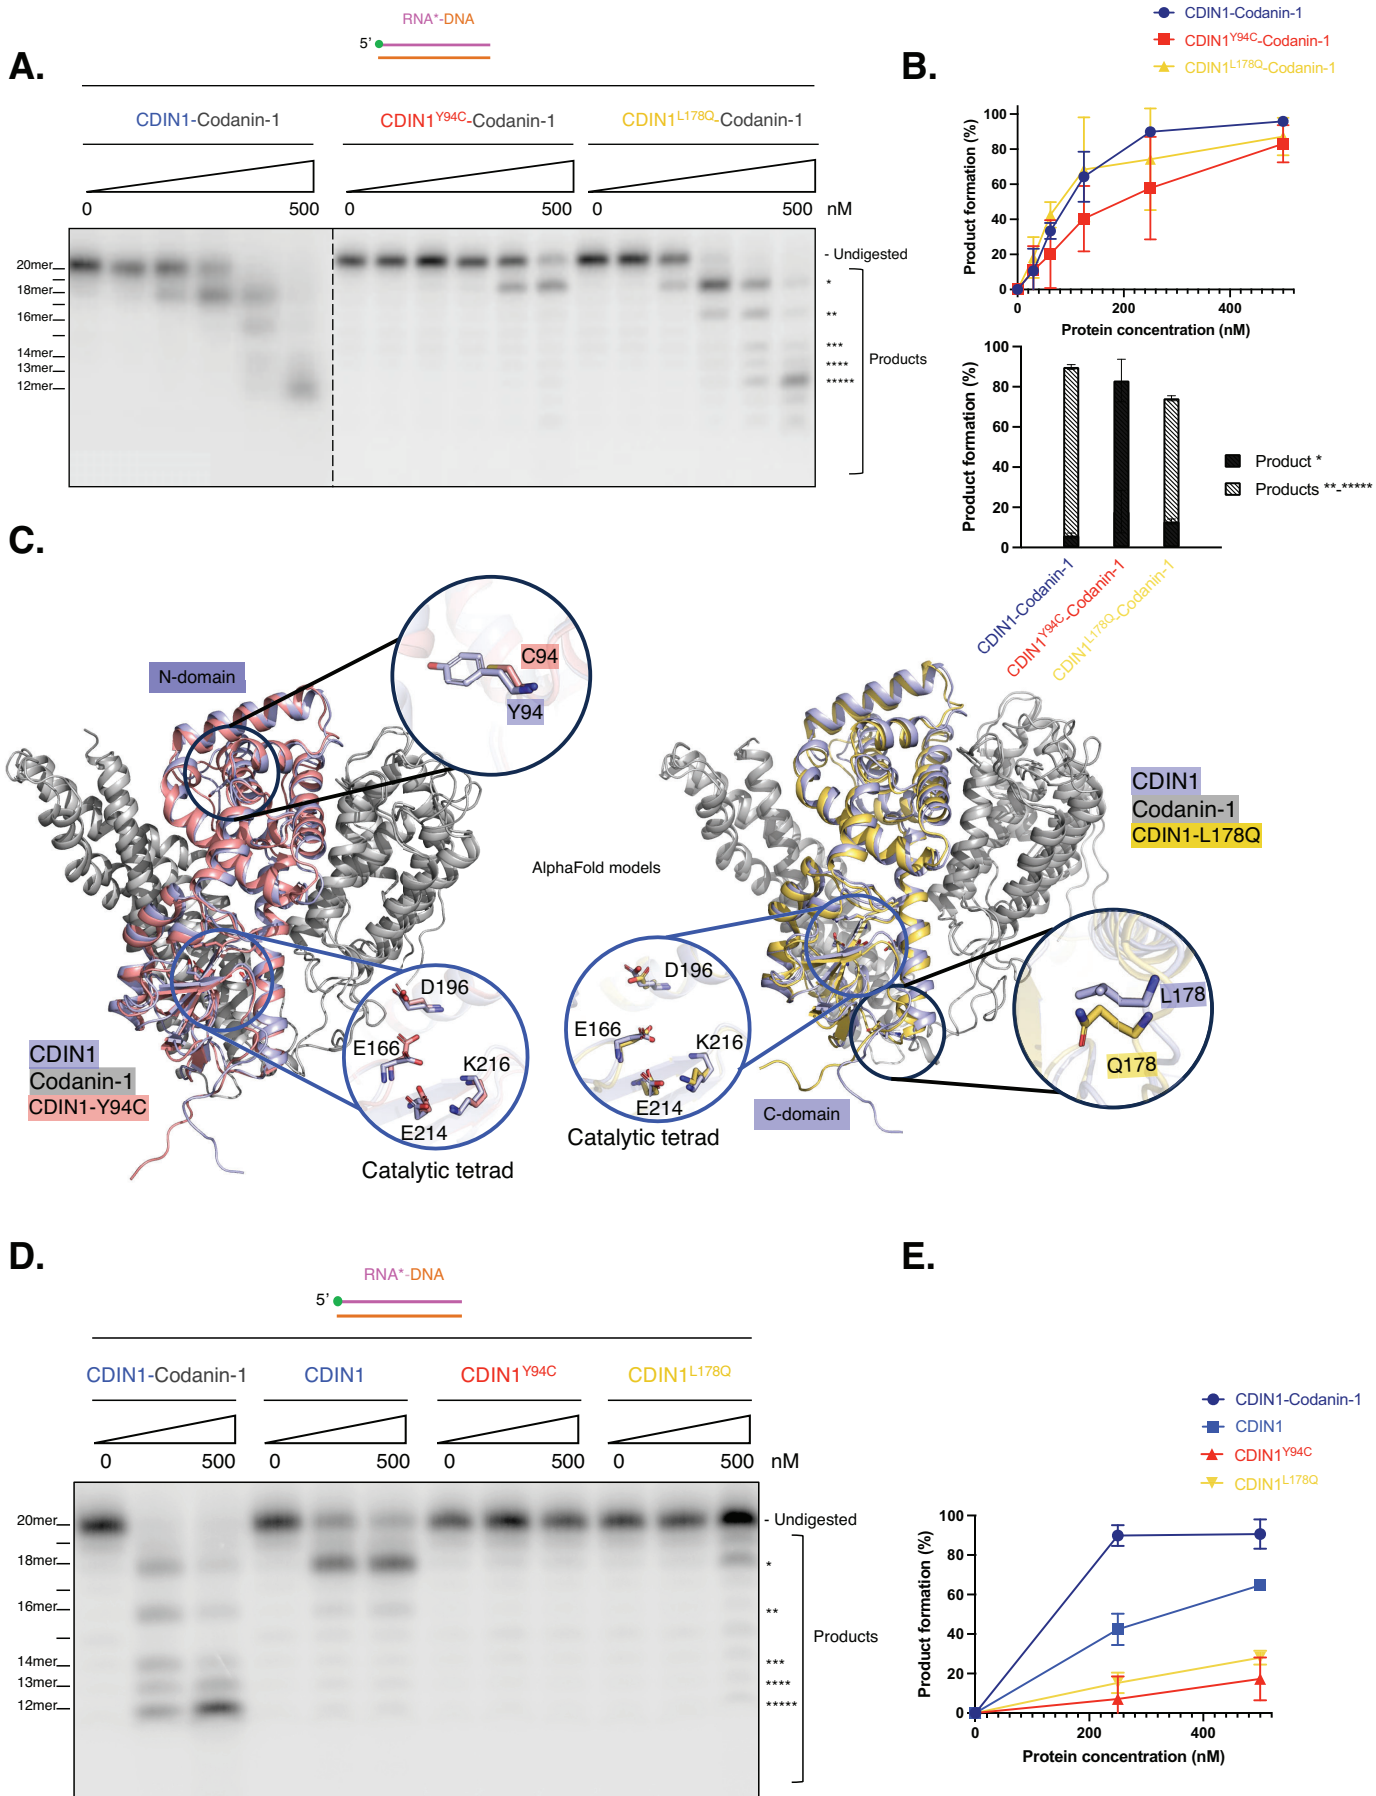 A.
RNA*-DNA
5’
CDIN1-Codanin-1
CDIN1Y94C-Codanin-1
CDIN1L178Q-Codanin-1
0 500 0 500 0 500 nM
20mer
18mer
16mer
14mer
13mer
12mer
- Undigested
*
**
***
****
*****
Products
B.
CDIN1-Codanin-1
CDIN1Y94C-Codanin-1
CDIN1L178Q-Codanin-1
Product formation (%)
100
80
60
40
20
0
0 200 400
Protein concentration (nM)
Product formation (%)
100
80
60
40
20
0
Product *
Products **-*****
CDIN1-Codanin-1
CDIN1Y94C-Codanin-1
CDIN1L178Q-Codanin-1
C.
N-domain
C94
Y94
CDIN1
Codanin-1
CDIN1-Y94C
D196
E166
K216
E214
Catalytic tetrad
AlphaFold models
D196
E166
K216
E214
Catalytic tetrad
C-domain
CDIN1
Codanin-1
CDIN1-L178Q
L178
Q178
D.
RNA*-DNA
5’
CDIN1-Codanin-1
CDIN1
CDIN1Y94C
CDIN1L178Q
0 500 0 500 0 500 0 500 nM
20mer
18mer
16mer
14mer
13mer
12mer
- Undigested
*
**
***
****
*****
Products
E.
CDIN1-Codanin-1
CDIN1
CDIN1Y94C
CDIN1L178Q
Product formation (%)
100
80
60
40
20
0
0 200 400
Protein concentration (nM)